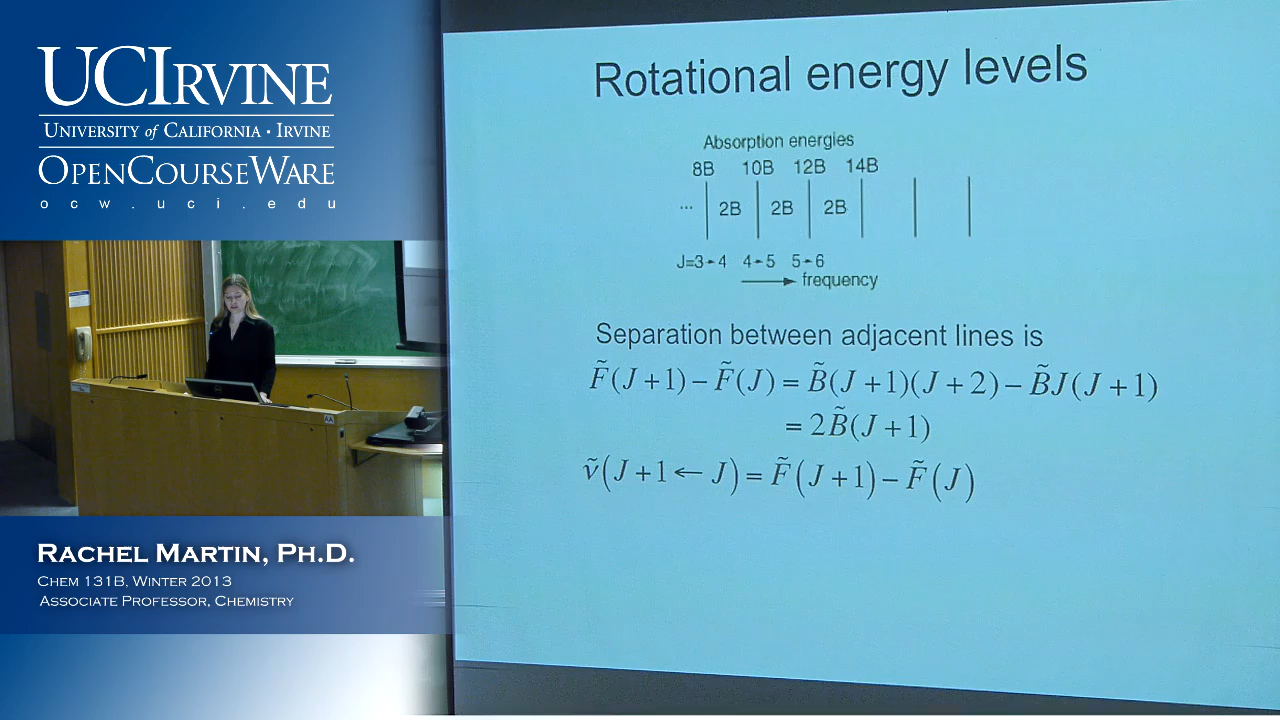 UCIRVINE
UNIVERSITY of CALIFORNIA • IRVINE
OPENCOURSEWARE
ocw.uci.edu
RACHEL MARTIN, PH.D.
CHEM 131B, WINTER 2013
ASSOCIATE PROFESSOR, CHEMISTRY
Rotational energy levels
Absorption energies
8B 10B 12B 14B
... 2B 2B 2B
J=3→4 4→5 5→6
→ frequency
Separation between adjacent lines is
F̃(J+1)−F̃(J)=B̃(J+1)(J+2)−B̃J(J+1)
=2B̃(J+1)
ṽ(J+1←J)=F̃(J+1)−F̃(J)